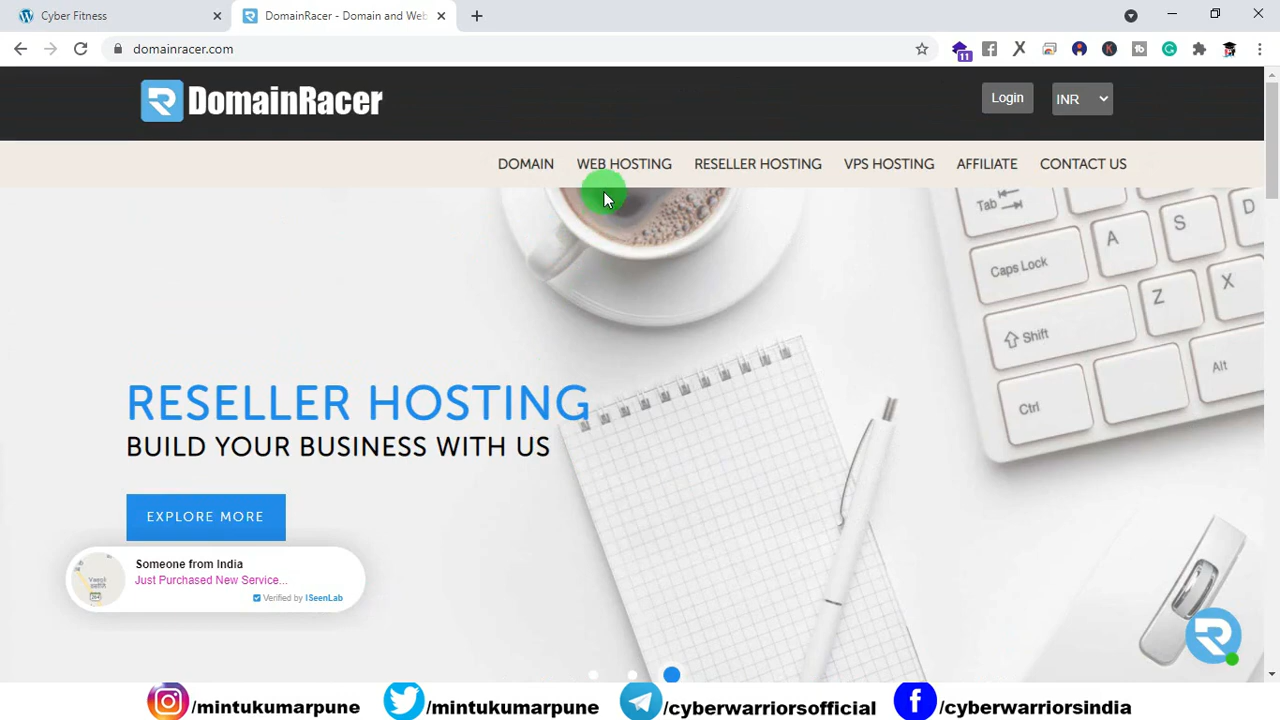 Cyber Fitness
DomainRacer - Domain and Web
domainracer.com
11
DomainRacer
Login
INR
DOMAIN
WEB HOSTING
RESELLER HOSTING
VPS HOSTING
AFFILIATE
CONTACT US
Tab
Caps Lock
A
S
D
Shift
Z
X
Ctrl
Alt
RESELLER HOSTING
BUILD YOUR BUSINESS WITH US
EXPLORE MORE
Someone from India
Just Purchased New Service...
Verified by ISeenLab
/mintukumarpune
/mintukumarpune
/cyberwarriorsofficial
/cyberwarriorsindia